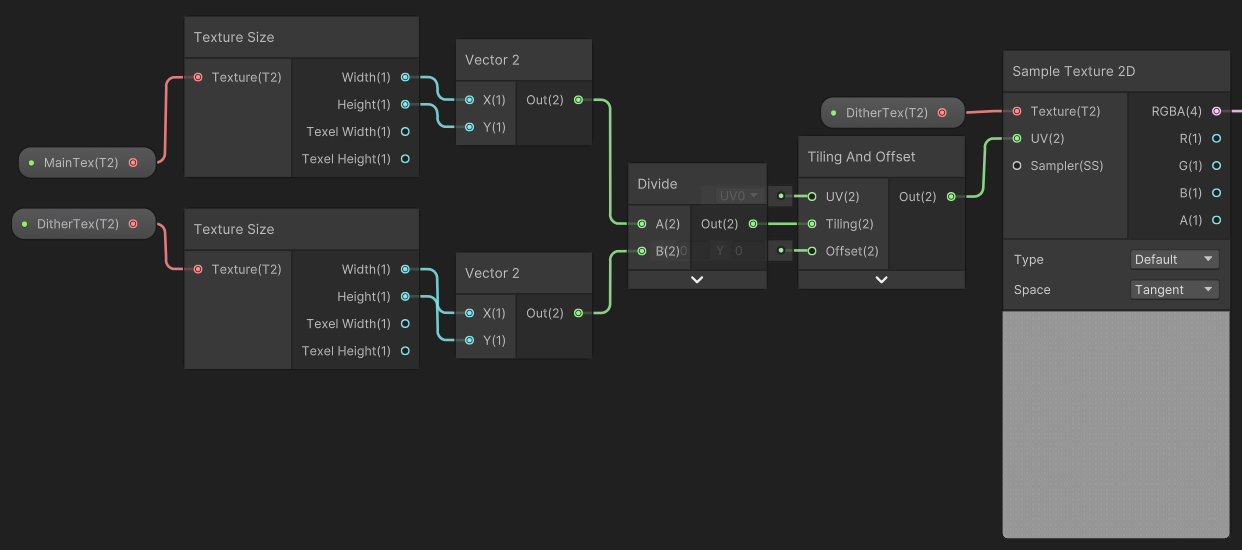 Texture Size
Texture(T2)
Width(1)
Height(1)
Texel Width(1)
Texel Height(1)
MainTex(T2)
Vector 2
X(1)
Y(1)
Out(2)
DitherTex(T2)
Texture Size
Texture(T2)
Width(1)
Height(1)
Texel Width(1)
Texel Height(1)
Vector 2
X(1)
Y(1)
Out(2)
Divide
A(2)
B(2)
Out(2)
UV0
0
Y 0
Tiling And Offset
UV(2)
Tiling(2)
Offset(2)
Out(2)
DitherTex(T2)
Sample Texture 2D
Texture(T2)
UV(2)
Sampler(SS)
RGBA(4)
R(1)
G(1)
B(1)
A(1)
Type Default
Space Tangent